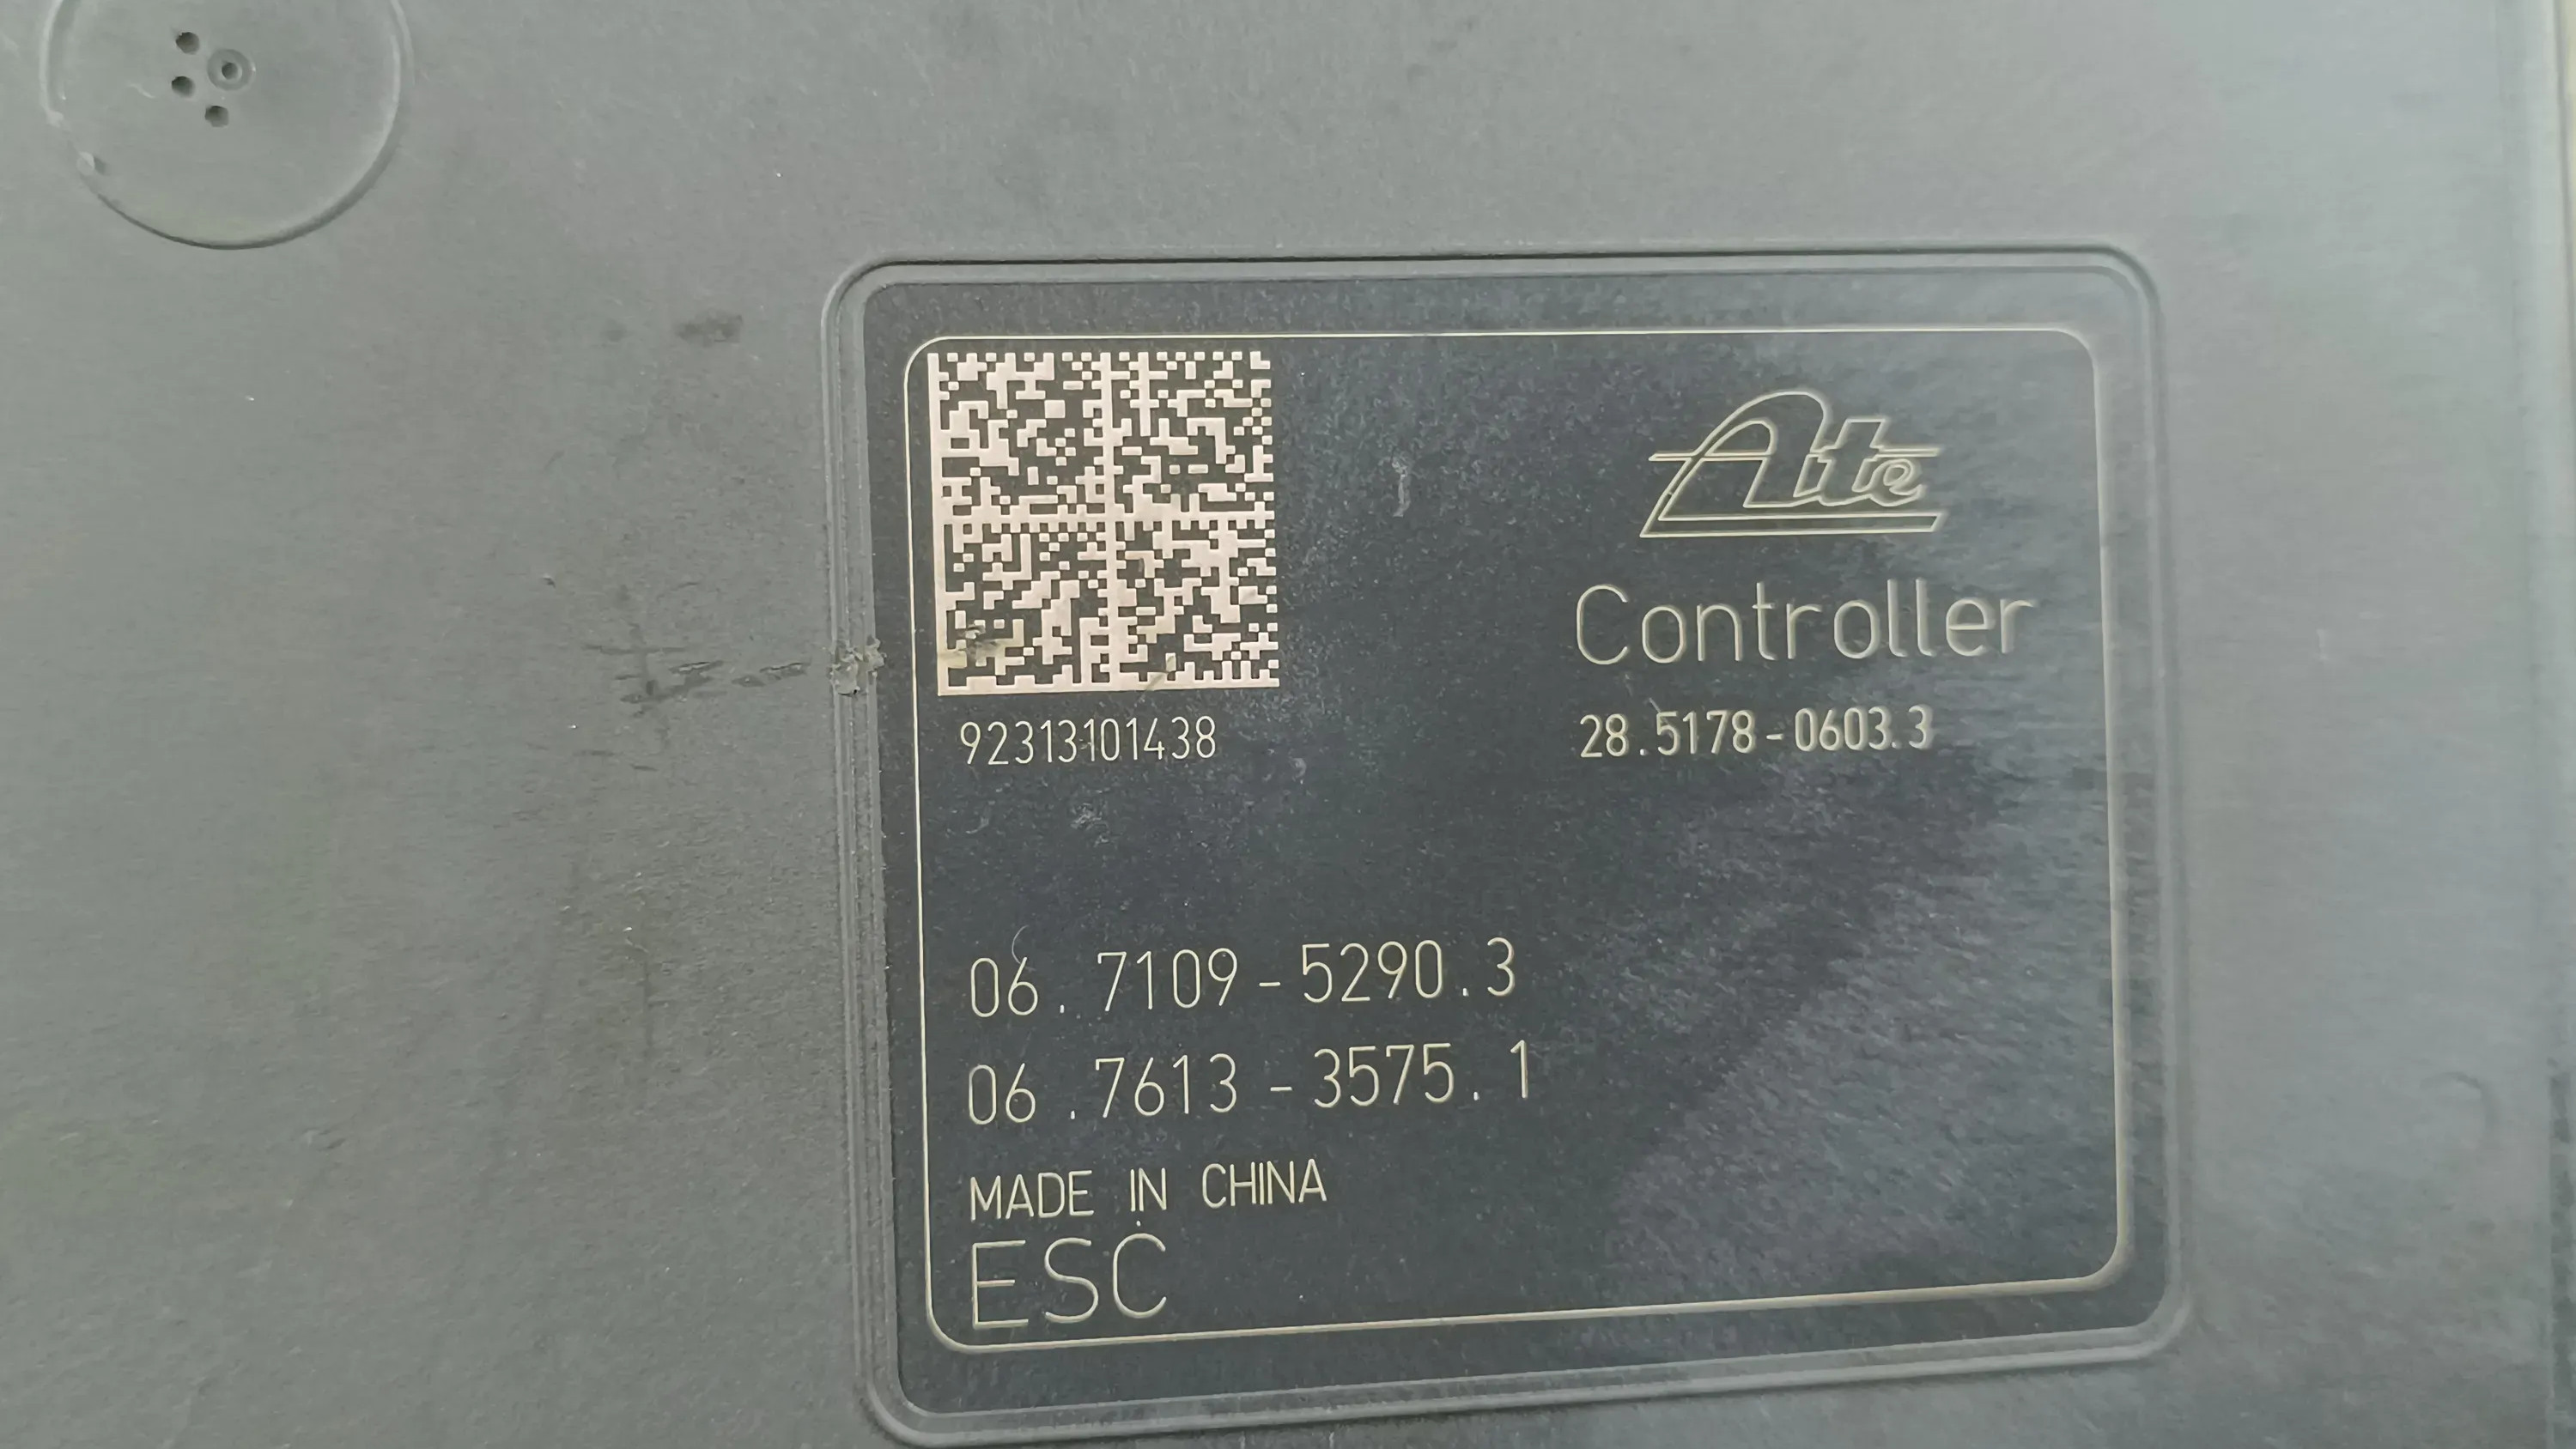 Ate
Controller
92313101438
28.5178-0603.3
06.7109-5290.3
06.7613-3575.1
MADE IN CHINA
ESC